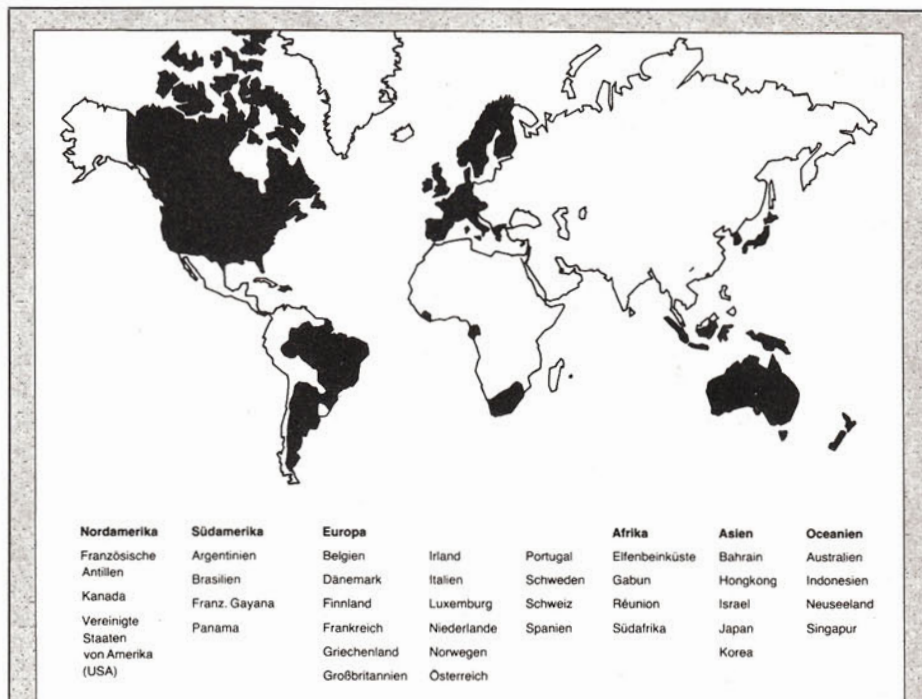 Nordamerika
Französische
Antillen
Kanada
Vereinigte
Staaten
von Amerika
(USA)
Südamerika
Argentinien
Brasilien
Franz. Gayana
Panama
Europa
Belgien
Dänemark
Finnland
Frankreich
Griechenland
Großbritannien
Irland
Italien
Luxemburg
Niederlande
Norwegen
Österreich
Portugal
Schweden
Schweiz
Spanien
Afrika
Elfenbeinküste
Gabun
Réunion
Südafrika
Asien
Bahrain
Hongkong
Israel
Japan
Korea
Oceanien
Australien
Indonesien
Neuseeland
Singapur